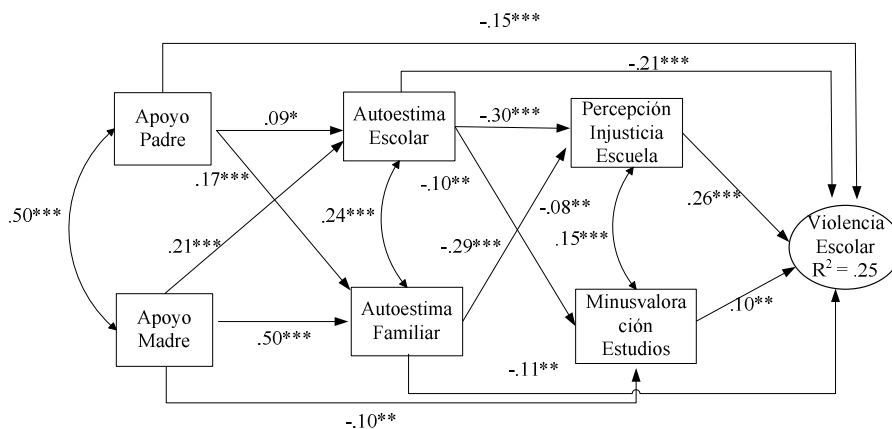 -.15***
-.21***
Apoyo
Padre
.09*
Autoestima
Escolar
-.30***
Percepción
Injusticia
Escuela
.17***
-.10**
.26***
.50***
.24***
-.08**
Violencia
Escolar
R² = .25
.21***
-.29***
.15***
Apoyo
Madre
.50***
Autoestima
Familiar
Minusvalora
ción
Estudios
.10**
-.11**
-.10**